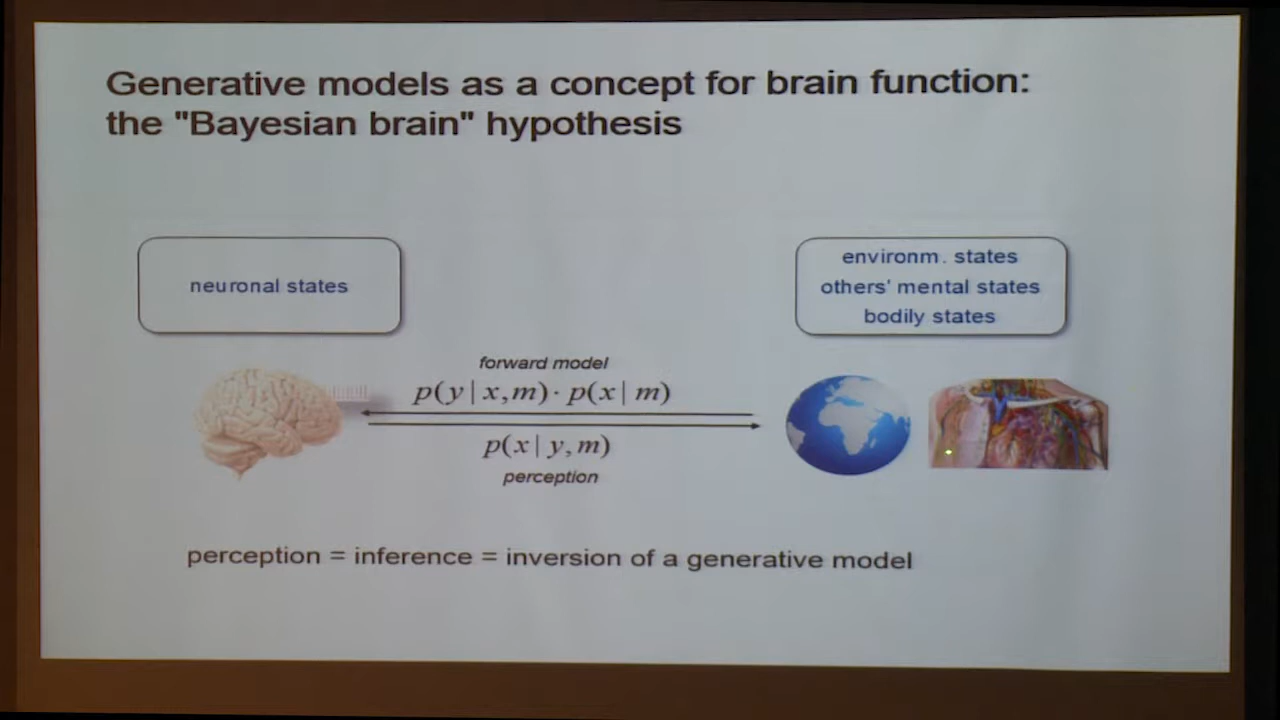 Generative models as a concept for brain function:
the "Bayesian brain" hypothesis
neuronal states
environm. states
others' mental states
bodily states
forward model
p(y | x,m) · p(x | m)
p(x | y,m)
perception
perception = inference = inversion of a generative model